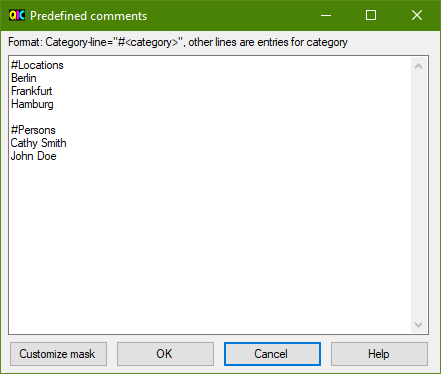 QIC Predefined comments
Format: Category-line="#<category>", other lines are entries for category
#Locations
Berlin
Frankfurt
Hamburg
#Persons
Cathy Smith
John Doe
Customize mask OK Cancel Help